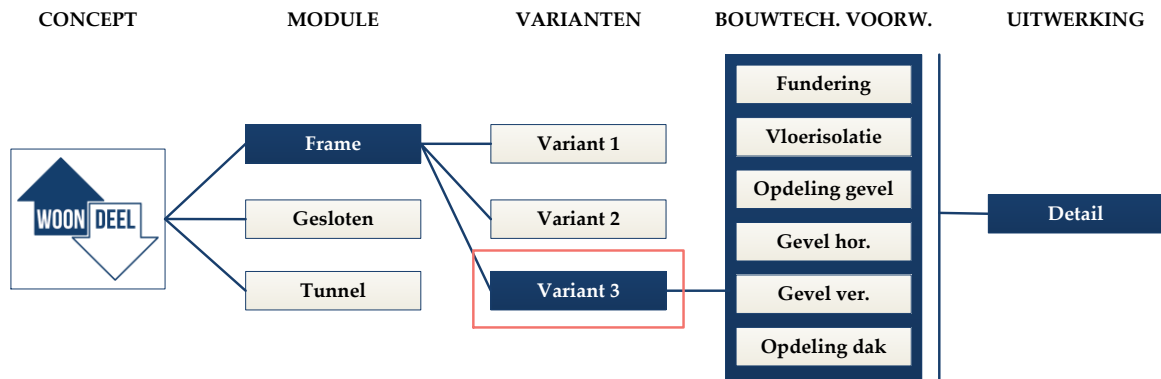 CONCEPT
MODULE
VARIANTEN
BOUWTECH. VOORW.
UITWERKING
WOON DEEL
Frame
Gesloten
Tunnel
Variant 1
Variant 2
Variant 3
Fundering
Vloerisolatie
Opdeling gevel
Gevel hor.
Gevel ver.
Opdeling dak
Detail